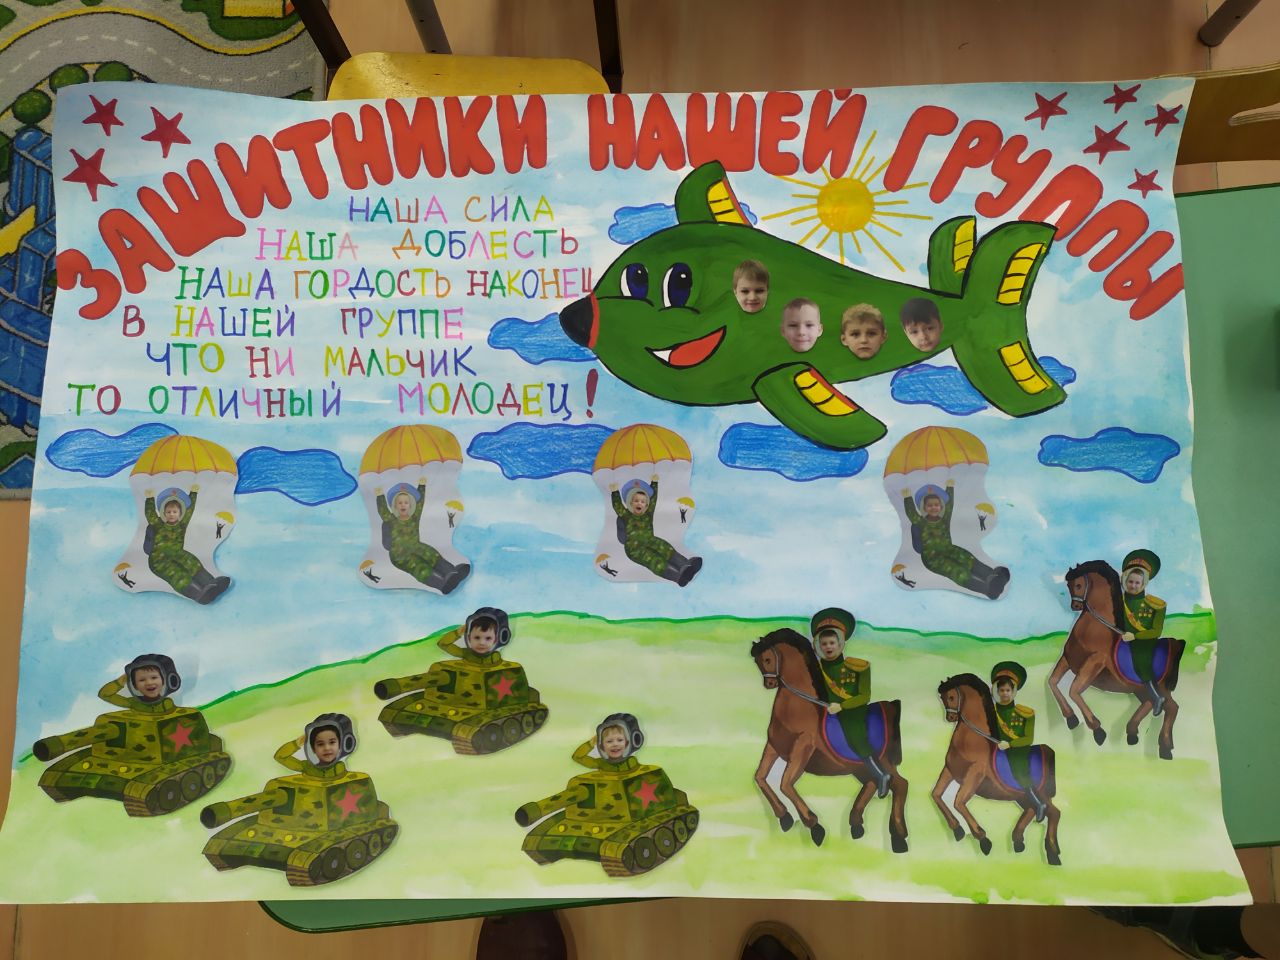 ЗАЩИТНИКИ НАШЕЙ ГРУППЫ
НАША СИЛА
НАША ДОБЛЕСТЬ
НАША ГОРДОСТЬ НАКОНЕЦ
В НАШЕЙ ГРУППЕ
ЧТО НИ МАЛЬЧИК
ТО ОТЛИЧНЫЙ МОЛОДЕЦ!